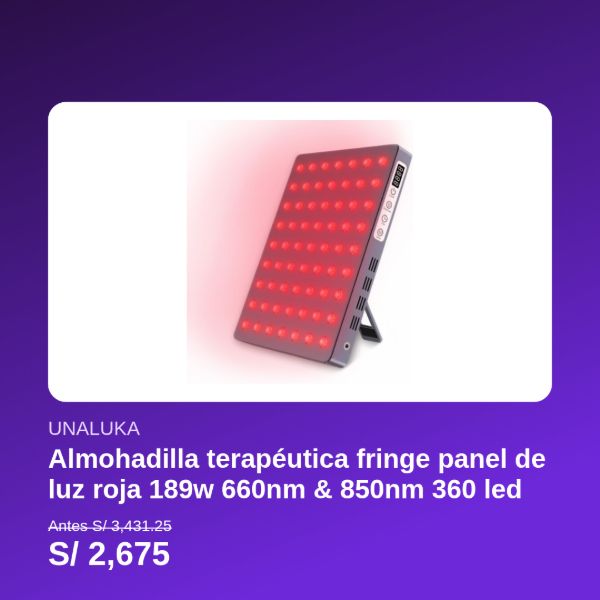 UNALUKA
Almohadilla terapéutica fringe panel de
luz roja 189w 660nm & 850nm 360 led
Antes S/ 3,431.25
S/ 2,675